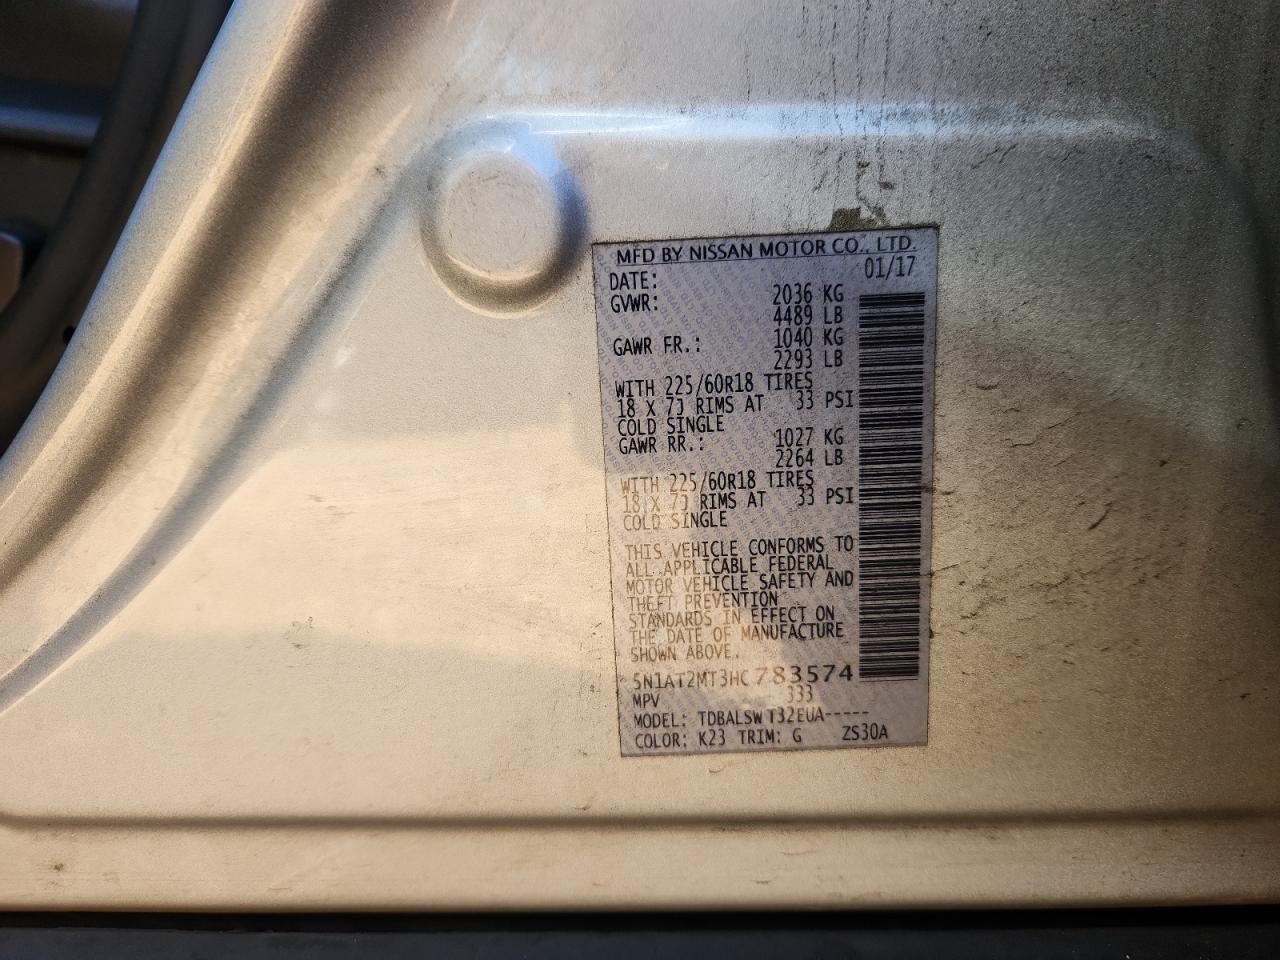 MFD BY NISSAN MOTOR CO., LTD.
DATE: 01/17
GVWR: 2036 KG
4489 LB
GAWR FR.: 1040 KG
2293 LB
WITH 225/60R18 TIRES
18 X 7J RIMS AT 33 PSI
COLD SINGLE
GAWR RR.: 1027 KG
2264 LB
WITH 225/60R18 TIRES
18 X 7J RIMS AT 33 PSI
COLD SINGLE
THIS VEHICLE CONFORMS TO
ALL APPLICABLE FEDERAL
MOTOR VEHICLE SAFETY AND
THEFT PREVENTION
STANDARDS IN EFFECT ON
THE DATE OF MANUFACTURE
SHOWN ABOVE.
5N1AT2MT3HC783574
MPV 333
MODEL: TDBALSW T32EUA-----
COLOR: K23 TRIM: G ZS30A